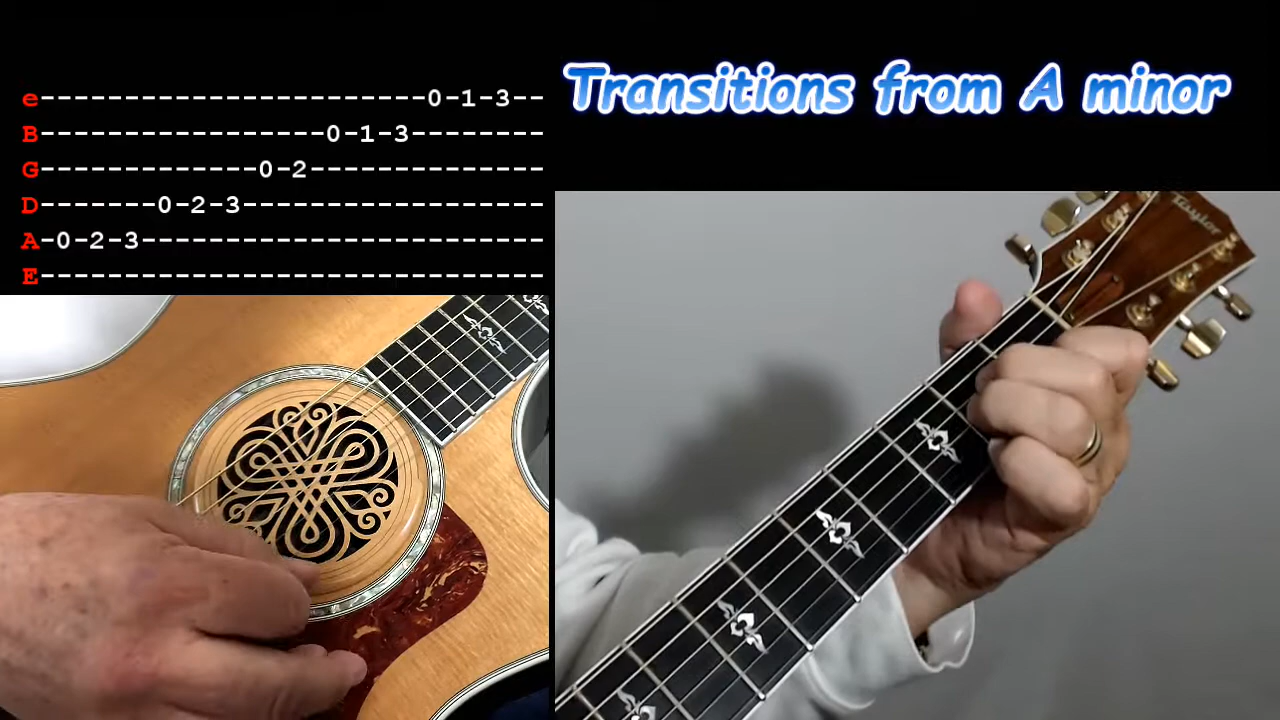 Transitions from A minor
e-----------------------0-1-3--
B-----------------0-1-3--------
G-------------0-2--------------
D-------0-2-3------------------
A-0-2-3------------------------
E------------------------------
Taylor